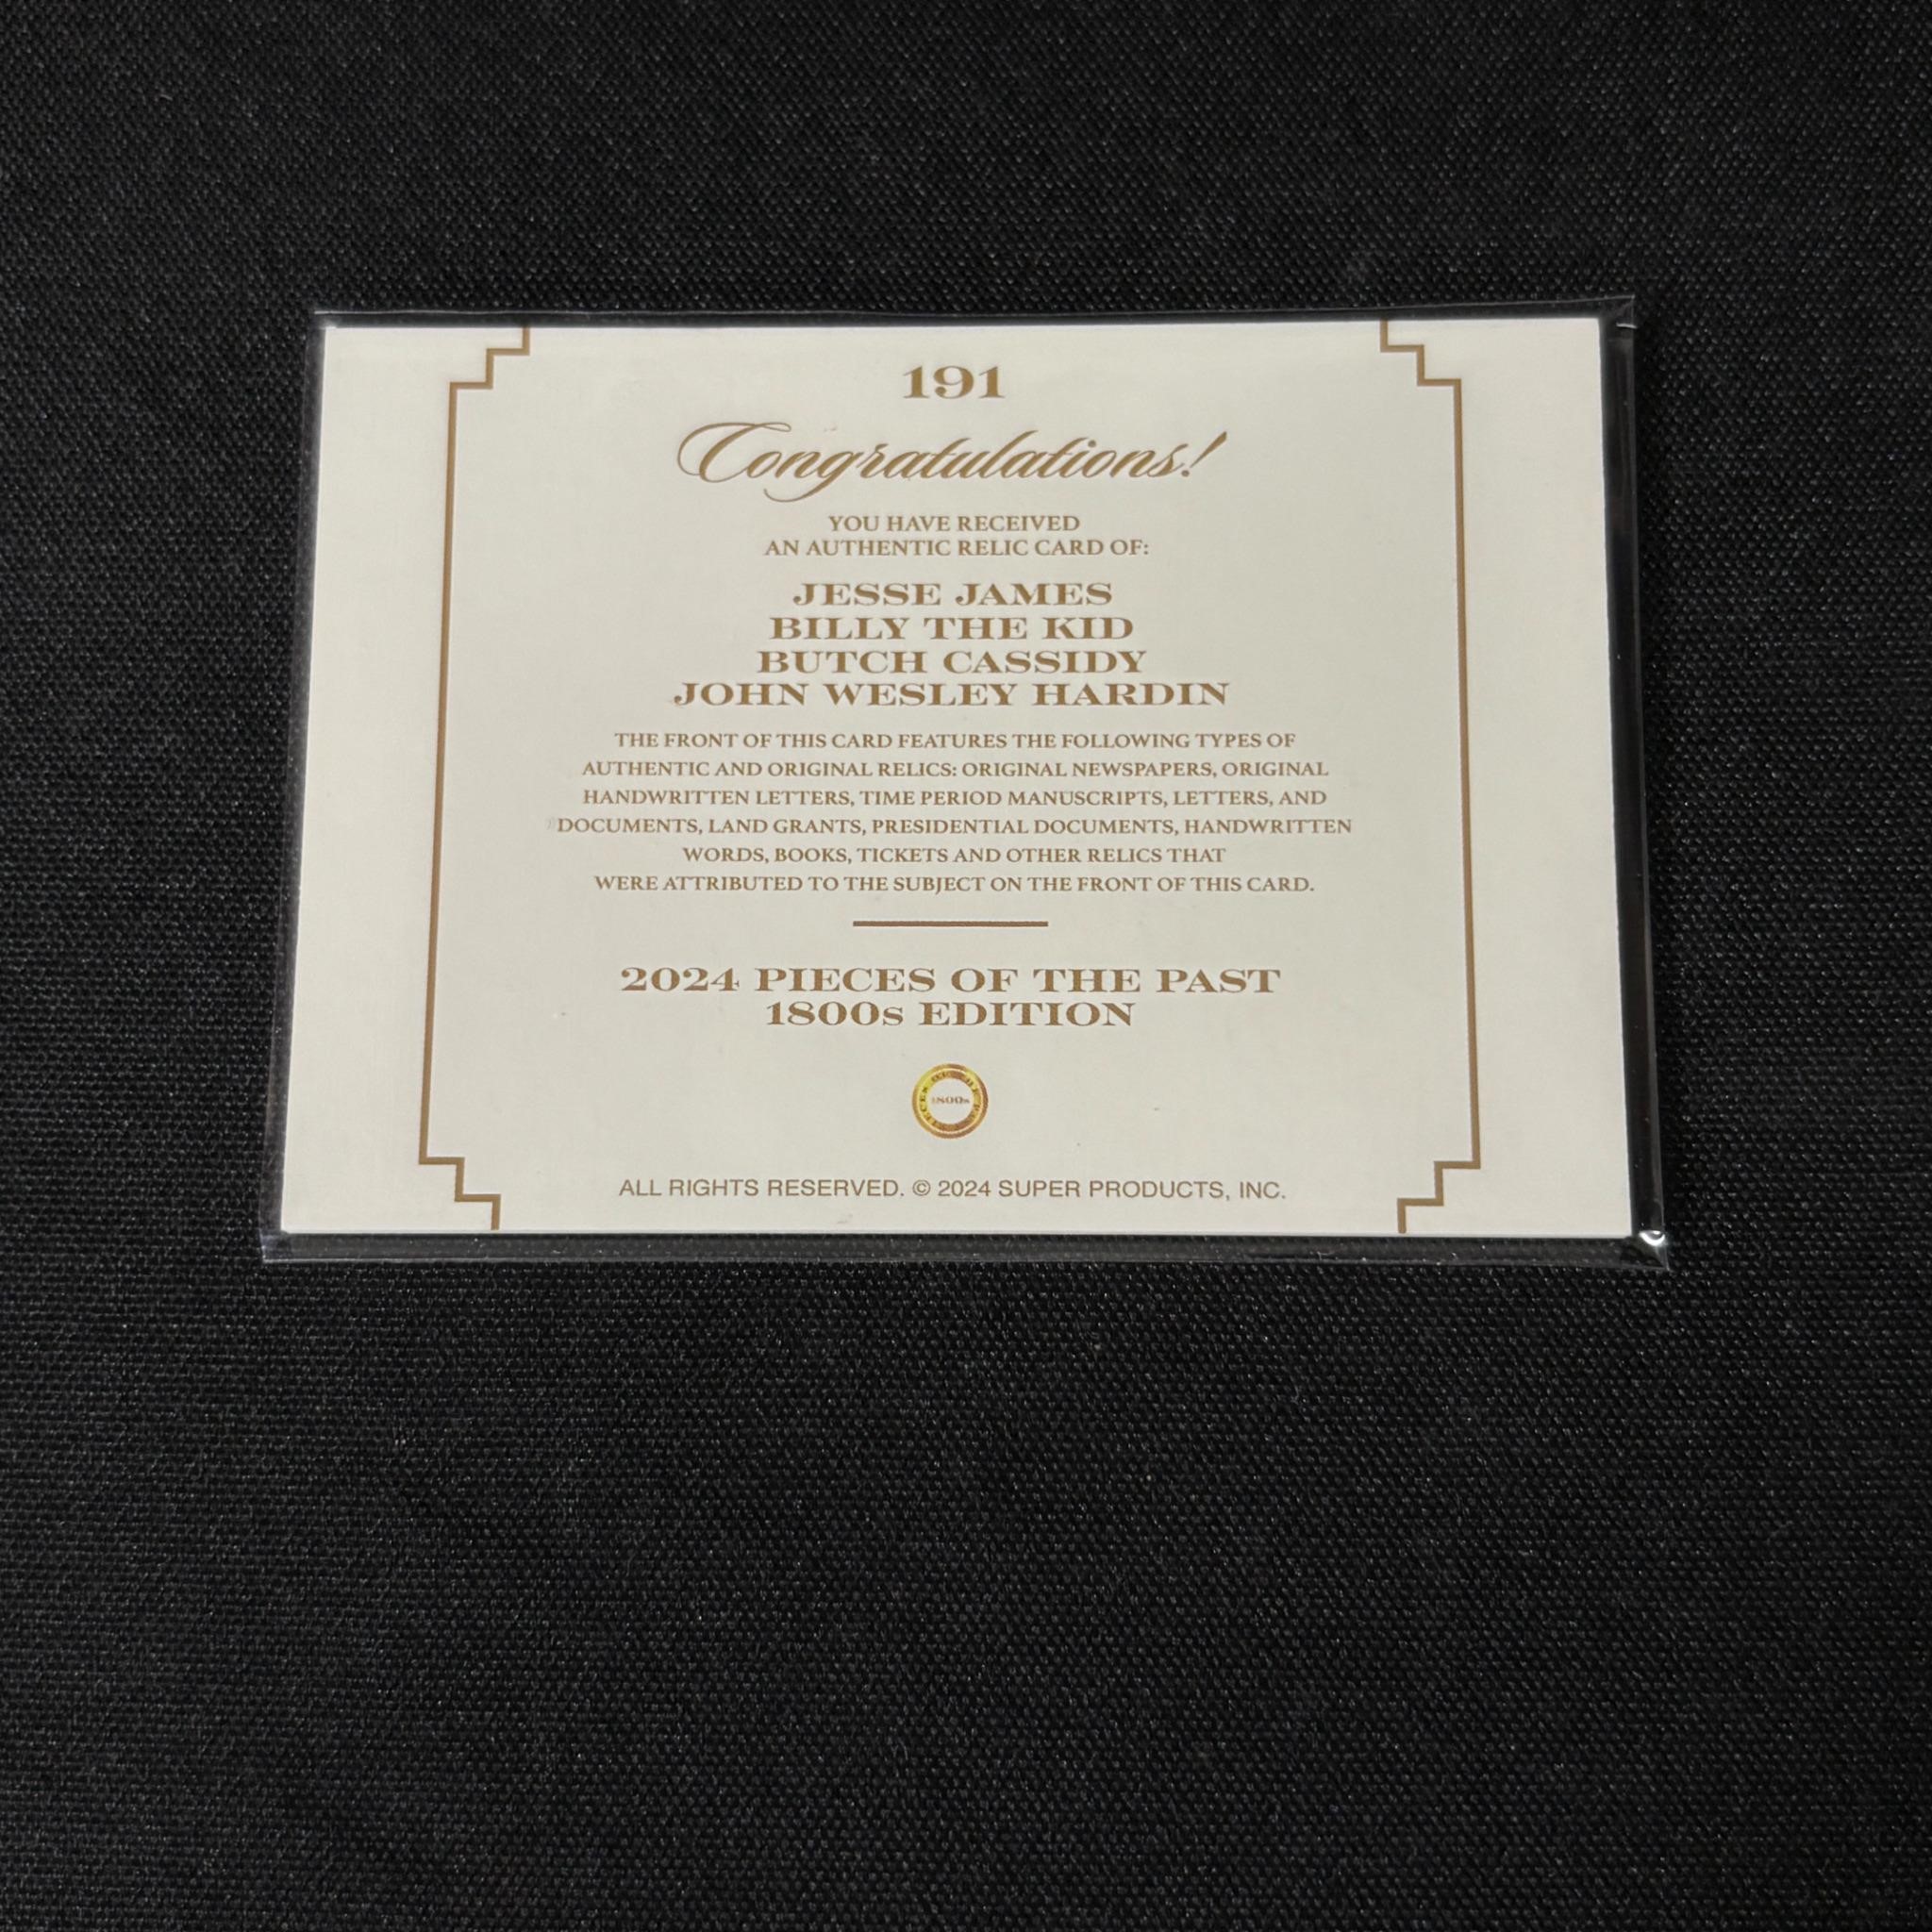 191
Congratulations!
YOU HAVE RECEIVED
AN AUTHENTIC RELIC CARD OF:
JESSE JAMES
BILLY THE KID
BUTCH CASSIDY
JOHN WESLEY HARDIN
THE FRONT OF THIS CARD FEATURES THE FOLLOWING TYPES OF
AUTHENTIC AND ORIGINAL RELICS: ORIGINAL NEWSPAPERS, ORIGINAL
HANDWRITTEN LETTERS, TIME PERIOD MANUSCRIPTS, LETTERS, AND
DOCUMENTS, LAND GRANTS, PRESIDENTIAL DOCUMENTS, HANDWRITTEN
WORDS, BOOKS, TICKETS AND OTHER RELICS THAT
WERE ATTRIBUTED TO THE SUBJECT ON THE FRONT OF THIS CARD.
2024 PIECES OF THE PAST
1800s EDITION
1800s
ALL RIGHTS RESERVED. © 2024 SUPER PRODUCTS, INC.